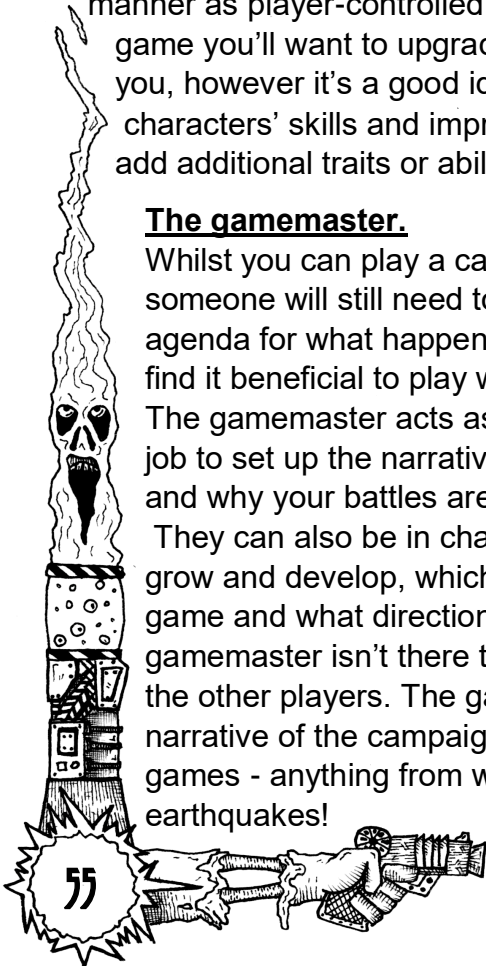 manner as player-controlled
game you’ll want to upgrad
you, however it’s a good id
characters’ skills and impr
add additional traits or abil
The gamemaster.
Whilst you can play a ca
someone will still need to
agenda for what happen
find it beneficial to play w
The gamemaster acts as
job to set up the narrativ
and why your battles are
They can also be in cha
grow and develop, which
game and what direction
gamemaster isn’t there t
the other players. The ga
narrative of the campaig
games - anything from w
earthquakes!
55